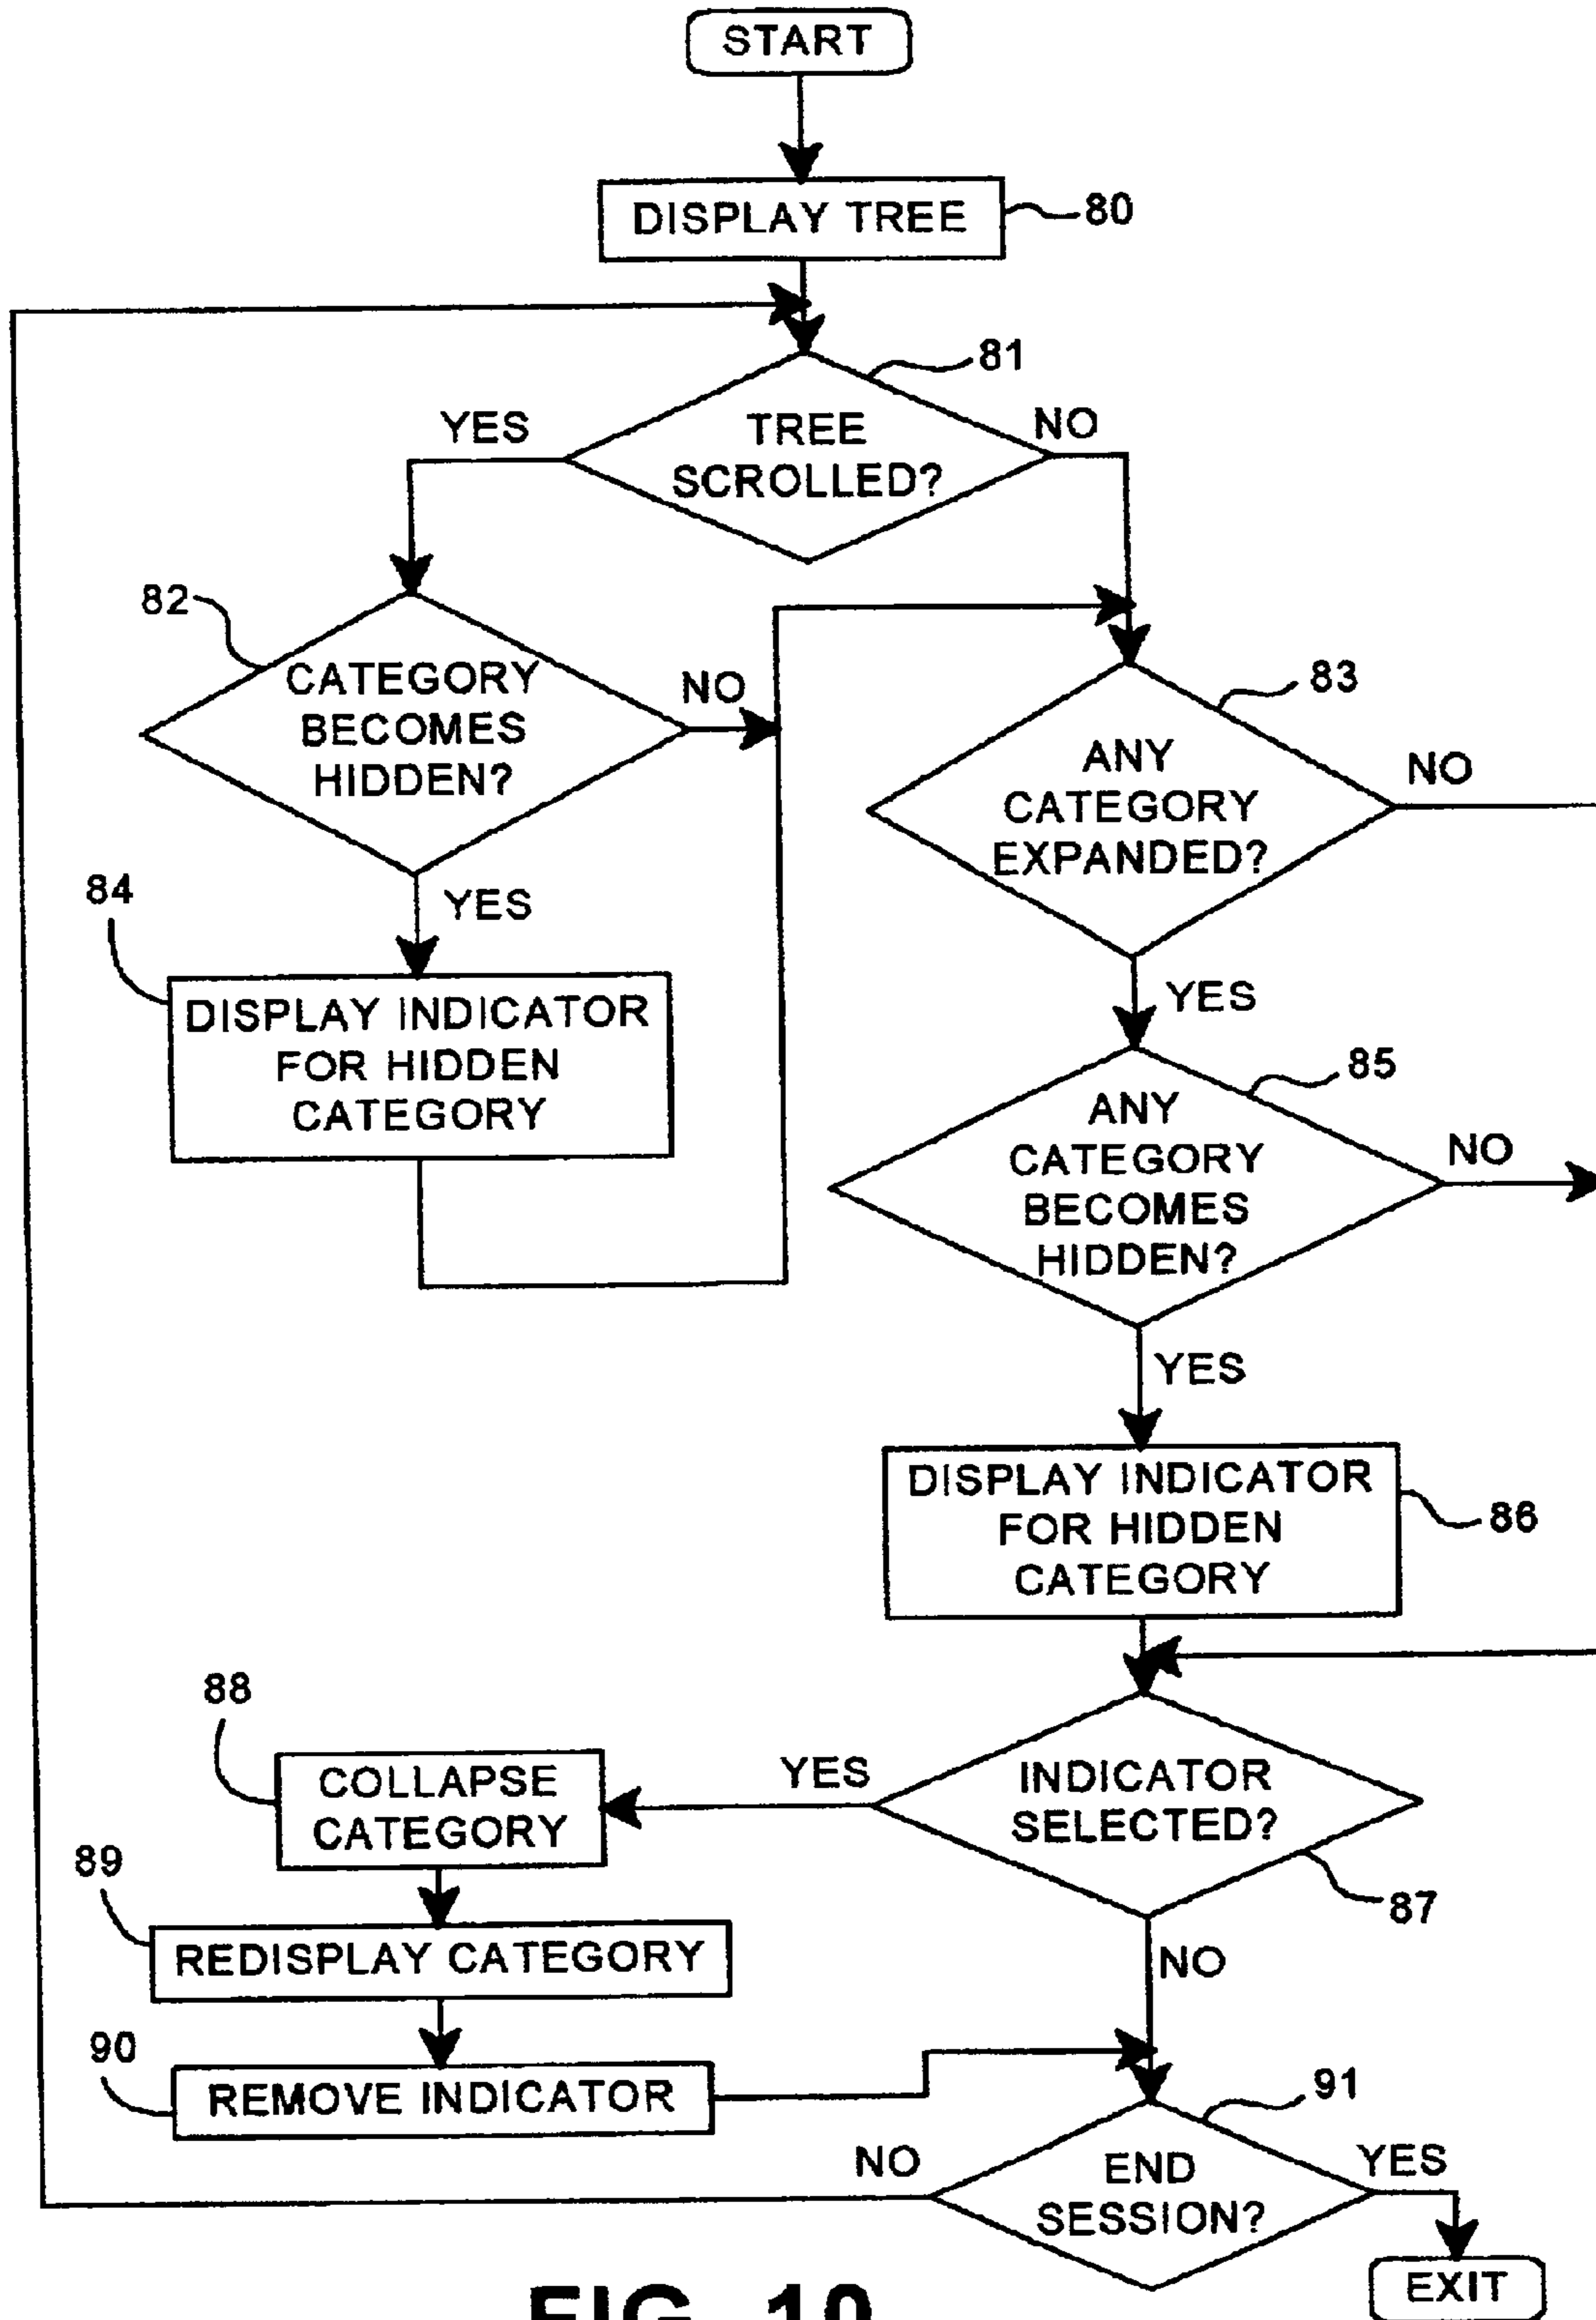 START
DISPLAY TREE
80
81
YES
TREE
SCROLLED?
NO
82
CATEGORY
BECOMES
HIDDEN?
NO
83
ANY
CATEGORY
EXPANDED?
NO
84
YES
DISPLAY INDICATOR
FOR HIDDEN
CATEGORY
YES
85
ANY
CATEGORY
BECOMES
HIDDEN?
NO
YES
DISPLAY INDICATOR
FOR HIDDEN
CATEGORY
86
88
COLLAPSE
CATEGORY
YES
INDICATOR
SELECTED?
87
89
REDISPLAY CATEGORY
NO
90
REMOVE INDICATOR
91
NO
END
SESSION?
YES
EXIT
FIG. 10